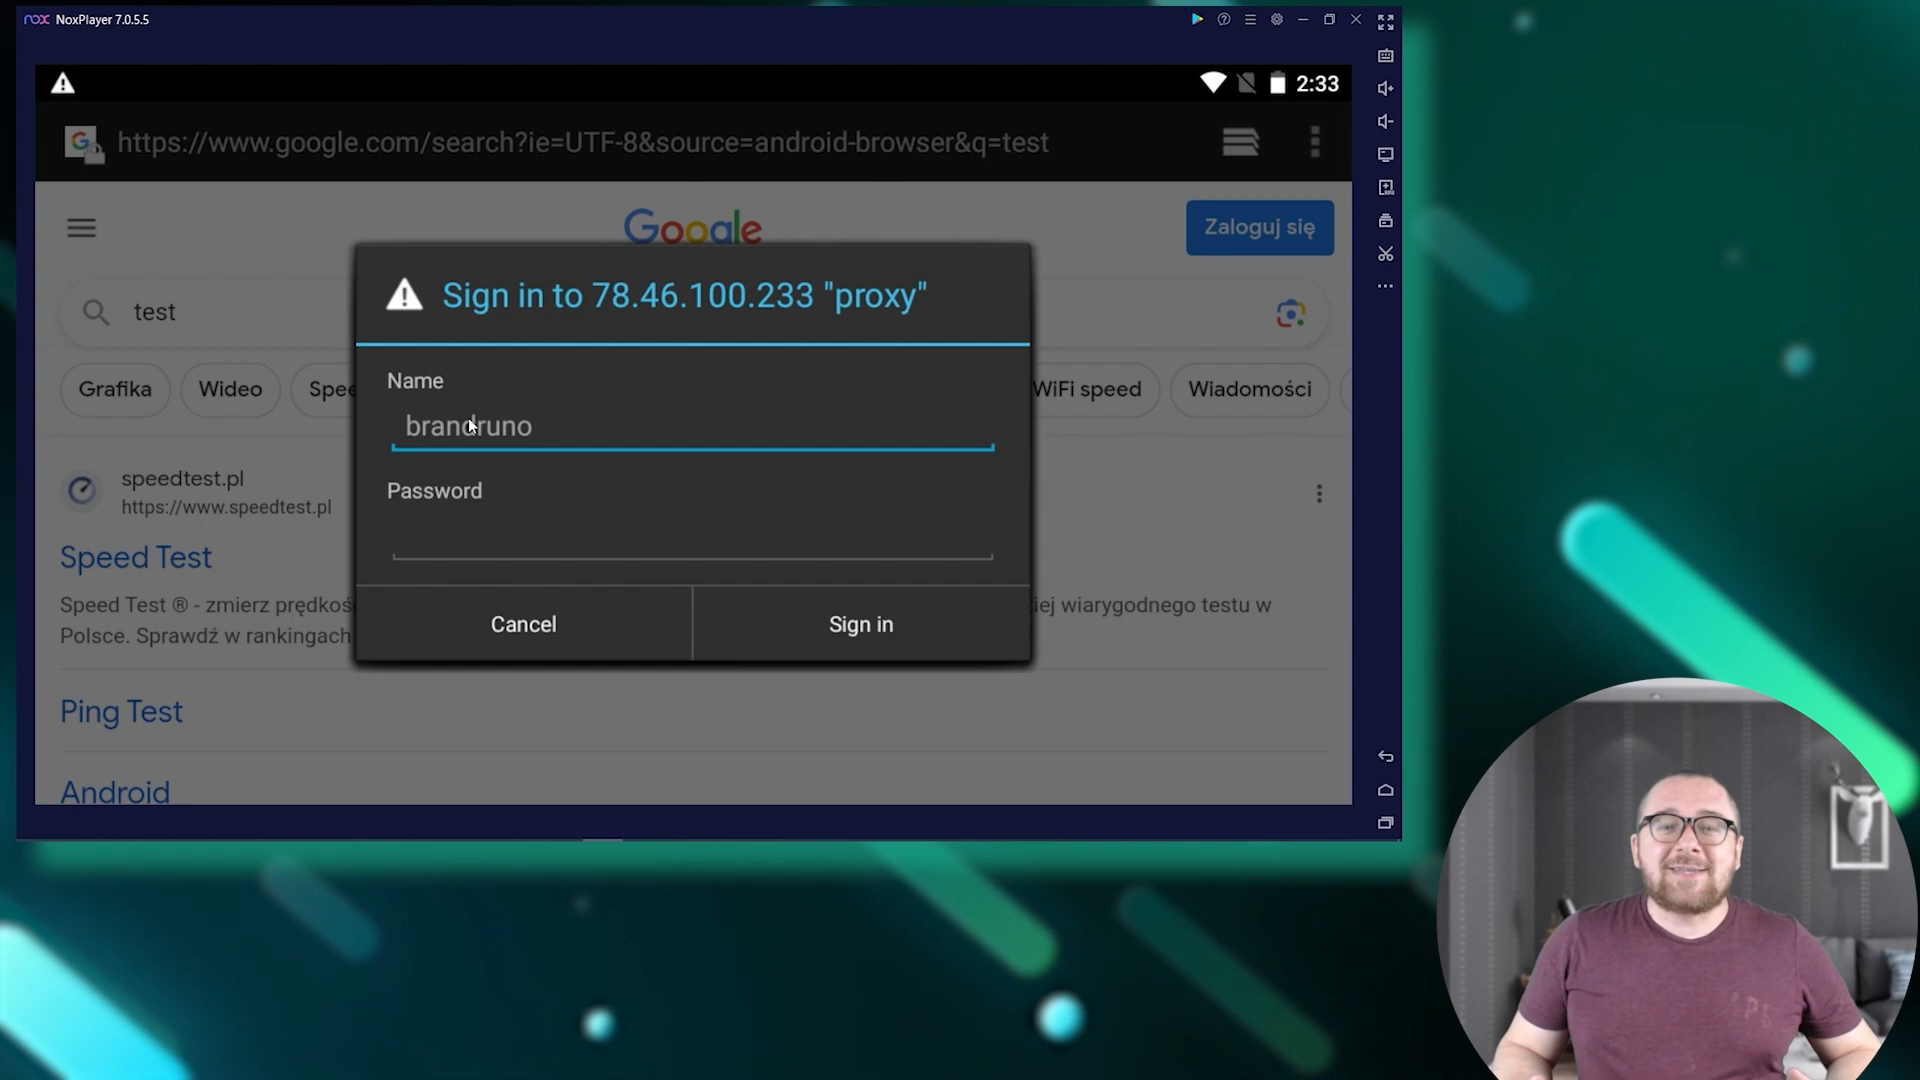 nox NoxPlayer 7.0.5.5
2:33
https://www.google.com/search?ie=UTF-8&source=android-browser&q=test
Google
Zaloguj się
Sign in to 78.46.100.233 "proxy"
test
Name
Grafika
Wideo
Spee
WiFi speed
Wiadomości
brandruno
speedtest.pl
https://www.speedtest.pl
Password
Speed Test
Speed Test ® - zmierz prędkoś
iej wiarygodnego testu w
Polsce. Sprawdź w rankingach
Cancel
Sign in
Ping Test
Android